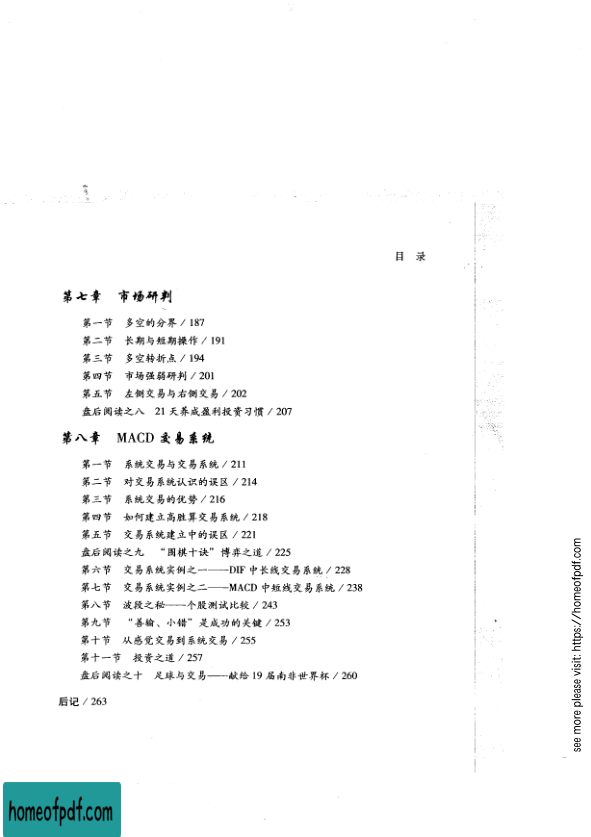 目 录
第七章 市场研判
第一节 多空的分界 / 187
第二节 长期与短期操作 / 191
第三节 多空转折点 / 194
第四节 市场强弱研判 / 201
第五节 左侧交易与右侧交易 / 202
盘后阅读之八 21天养成盈利投资习惯 / 207
第八章 MACD 交易系统
第一节 系统交易与交易系统 / 211
第二节 对交易系统认识的误区 / 214
第三节 系统交易的优势 / 216
第四节 如何建立高胜算交易系统 / 218
第五节 交易系统建立中的误区 / 221
盘后阅读之九 “围棋十诀”博弈之道 / 225
第六节 交易系统实例之一——DIF 中长线交易系统 / 228
第七节 交易系统实例之二——MACD 中短线交易系统 / 238
第八节 波段之秘——个股测试比较 / 243
第九节 “善输、小错”是成功的关键 / 253
第十节 从感觉交易到系统交易 / 255
第十一节 投资之道 / 257
盘后阅读之十 足球与交易——献给 19 届南非世界杯 / 260
后记 / 263
see more please visit: https://homeofpdf.com
homeofpdf.com